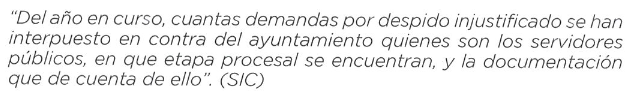 “Del año en curso, cuantas demandas por despido injustificado se han
interpuesto en contra del ayuntamiento quienes son los servidores
públicos, en que etapa procesal se encuentran, y la documentación
que de cuenta de ello”. (SIC)